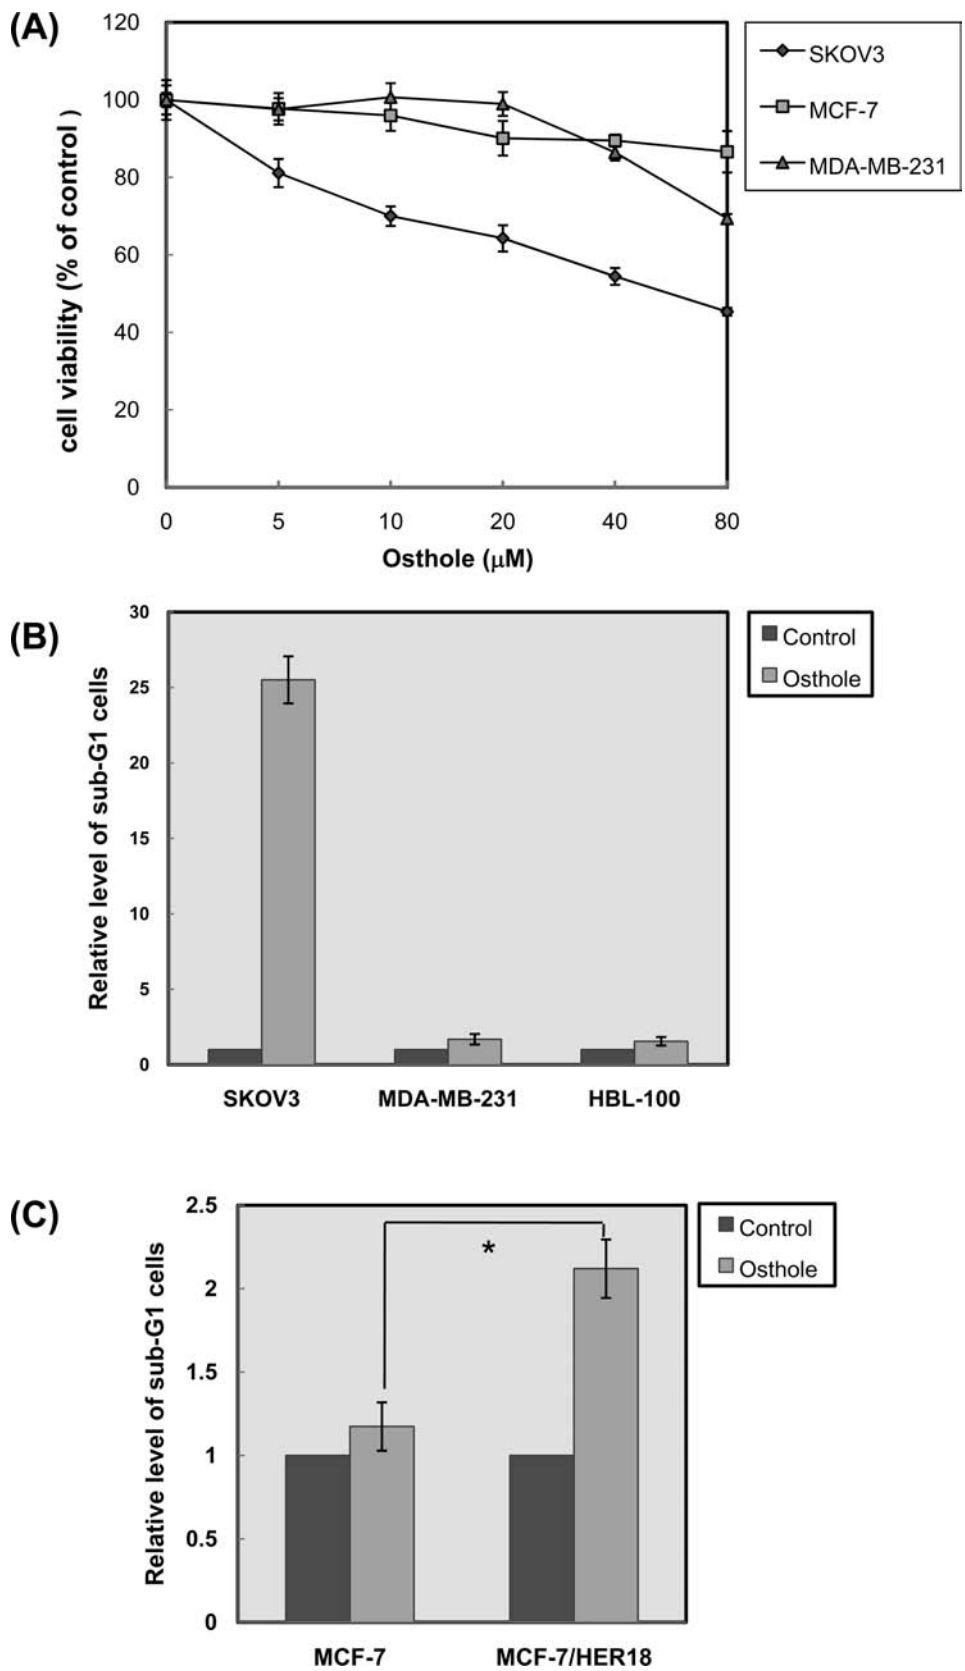 (A)
120
100
80
60
40
20
0
cell viability (% of control )
0 5 10 20 40 80
Osthole (μM)
SKOV3
MCF-7
MDA-MB-231
(B)
30
25
20
15
10
5
0
Relative level of sub-G1 cells
SKOV3 MDA-MB-231 HBL-100
Control
Osthole
(C)
2.5
2
1.5
1
0.5
0
Relative level of sub-G1 cells
*
MCF-7 MCF-7/HER18
Control
Osthole